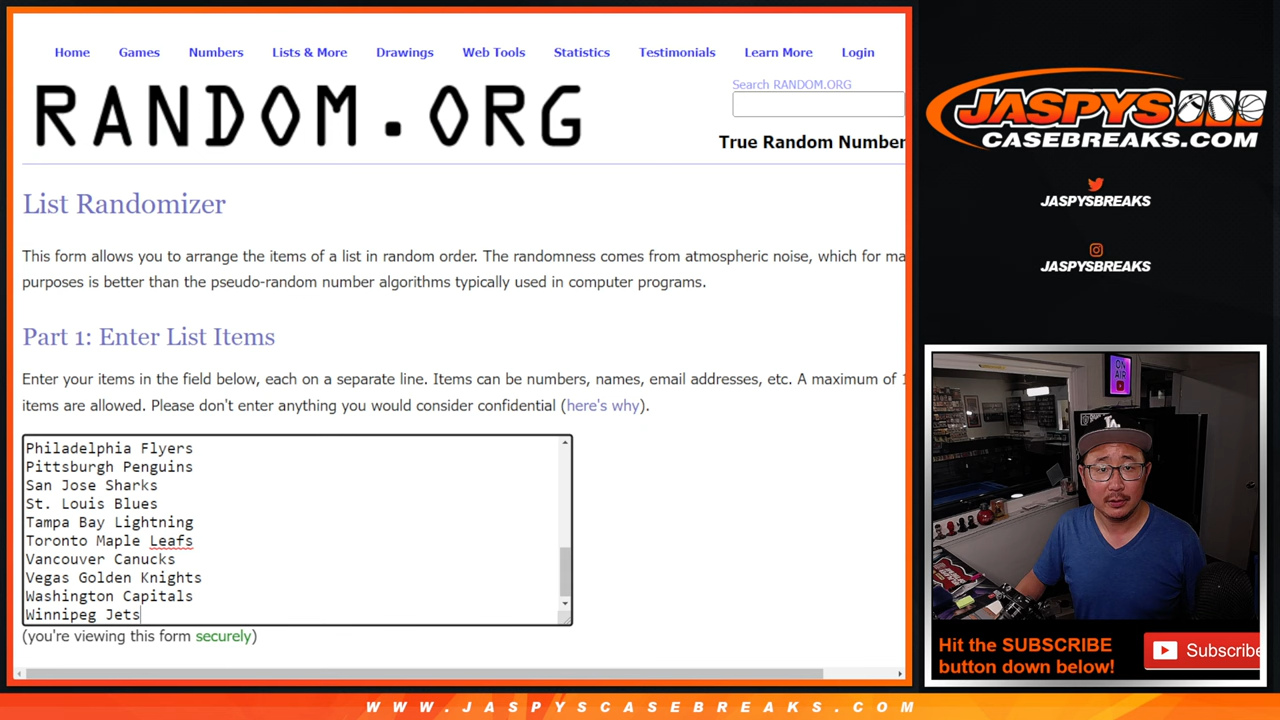 Home Games Numbers Lists & More Drawings Web Tools Statistics Testimonials Learn More Login
RANDOM.ORG
Search RANDOM.ORG
True Random Number
List Randomizer
This form allows you to arrange the items of a list in random order. The randomness comes from atmospheric noise, which for ma
purposes is better than the pseudo-random number algorithms typically used in computer programs.
Part 1: Enter List Items
Enter your items in the field below, each on a separate line. Items can be numbers, names, email addresses, etc. A maximum of 1
items are allowed. Please don't enter anything you would consider confidential (here's why).
Philadelphia Flyers
Pittsburgh Penguins
San Jose Sharks
St. Louis Blues
Tampa Bay Lightning
Toronto Maple Leafs
Vancouver Canucks
Vegas Golden Knights
Washington Capitals
Winnipeg Jets
(you're viewing this form securely)
JASPYS
CASEBREAKS.COM
JASPYSBREAKS
JASPYSBREAKS
ON
AIR
LA
Hit the SUBSCRIBE
button down below!
Subscribe
WWW.JASPYSCASEBREAKS.COM